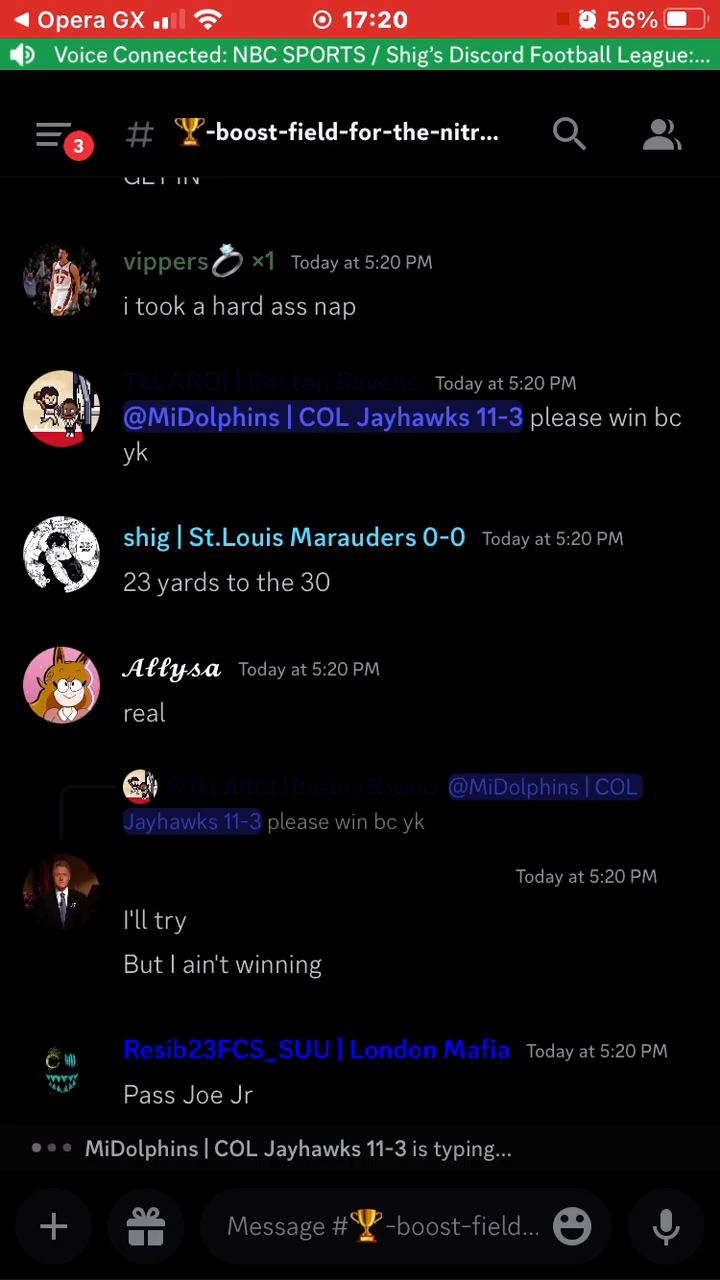 ◀ Opera GX 17:20 56%
Voice Connected: NBC SPORTS / Shig’s Discord Football League:...
3 # 🏆-boost-field-for-the-nitr...
GET IN
vippers💍 ×1 Today at 5:20 PM
i took a hard ass nap
TkLAROI | Boston Ravens Today at 5:20 PM
@MiDolphins | COL Jayhawks 11-3 please win bc
yk
shig | St.Louis Marauders 0-0 Today at 5:20 PM
23 yards to the 30
𝓐𝓵𝓵𝔂𝓼𝓪 Today at 5:20 PM
real
@TkLAROI | Boston Ravens @MiDolphins | COL
Jayhawks 11-3 please win bc yk
Today at 5:20 PM
I'll try
But I ain't winning
Resib23FCS_SUU | London Mafia Today at 5:20 PM
Pass Joe Jr
MiDolphins | COL Jayhawks 11-3 is typing...
Message #🏆-boost-field...